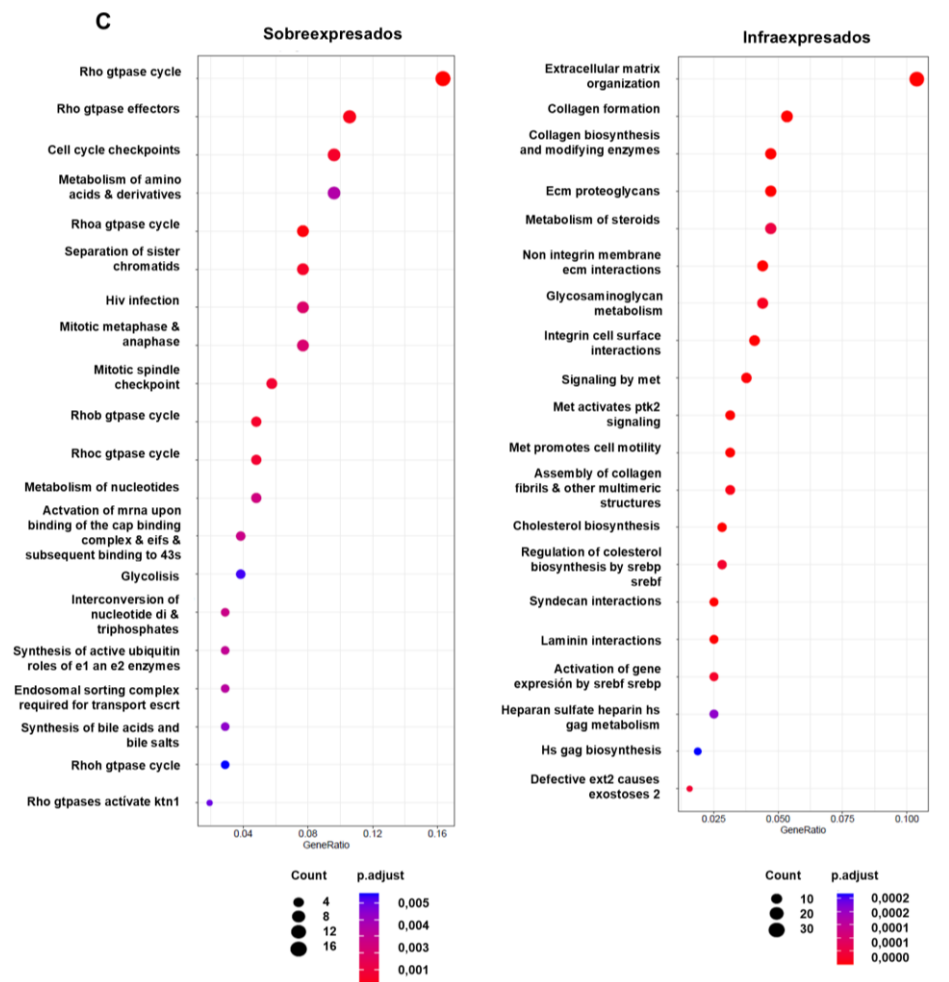 C
Sobreexpresados
Rho gtpase cycle
Rho gtpase effectors
Cell cycle checkpoints
Metabolism of amino
acids & derivatives
Rhoa gtpase cycle
Separation of sister
chromatids
Hiv infection
Mitotic metaphase &
anaphase
Mitotic spindle
checkpoint
Rhob gtpase cycle
Rhoc gtpase cycle
Metabolism of nucleotides
Actvation of mrna upon
binding of the cap binding
complex & eifs &
subsequent binding to 43s
Glycolisis
Interconversion of
nucleotide di &
triphosphates
Synthesis of active ubiquitin
roles of e1 an e2 enzymes
Endosomal sorting complex
required for transport escrt
Synthesis of bile acids and
bile salts
Rhoh gtpase cycle
Rho gtpases actívate ktn1
0.04 0.08 0.12 0.16
GeneRatio
Count p.adjust
4 0,005
8 0,004
12 0,003
16 0,001
Infraexpresados
Extracellular matrix
organization
Collagen formation
Collagen biosynthesis
and modifying enzymes
Ecm proteoglycans
Metabolism of steroids
Non integrin membrane
ecm interactions
Glycosaminoglycan
metabolism
Integrin cell surface
interactions
Signaling by met
Met activates ptk2
signaling
Met promotes cell motility
Assembly of collagen
fibrils & other multimeric
structures
Cholesterol biosynthesis
Regulation of colesterol
biosynthesis by srebp
srebf
Syndecan interactions
Laminin interactions
Activation of gene
expresión by srebf srebp
Heparan sulfate heparin hs
gag metabolism
Hs gag biosynthesis
Defective ext2 causes
exostoses 2
0.025 0.050 0.075 0.100
GeneRatio
Count p.adjust
10 0,0002
20 0,0002
30 0,0001
0,0001
0,0000